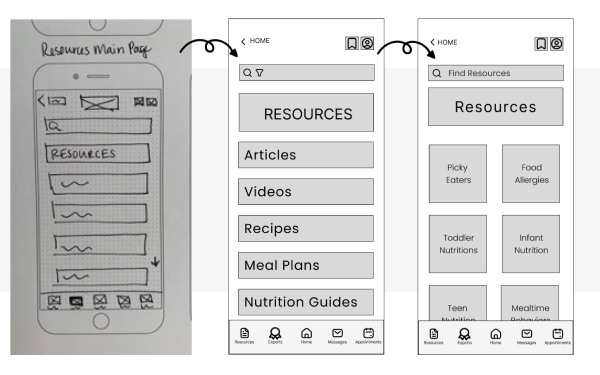 Resources Main Page
RESOURCES
HOME
RESOURCES
Articles
Videos
Recipes
Meal Plans
Nutrition Guides
Resources
Experts
Home
Messages
Appointments
HOME
Find Resources
Resources
Picky
Eaters
Food
Allergies
Toddler
Nutritions
Infant
Nutrition
Teen
Nutrition
Mealtime
Behaviors
Resources
Experts
Home
Messages
Appointments